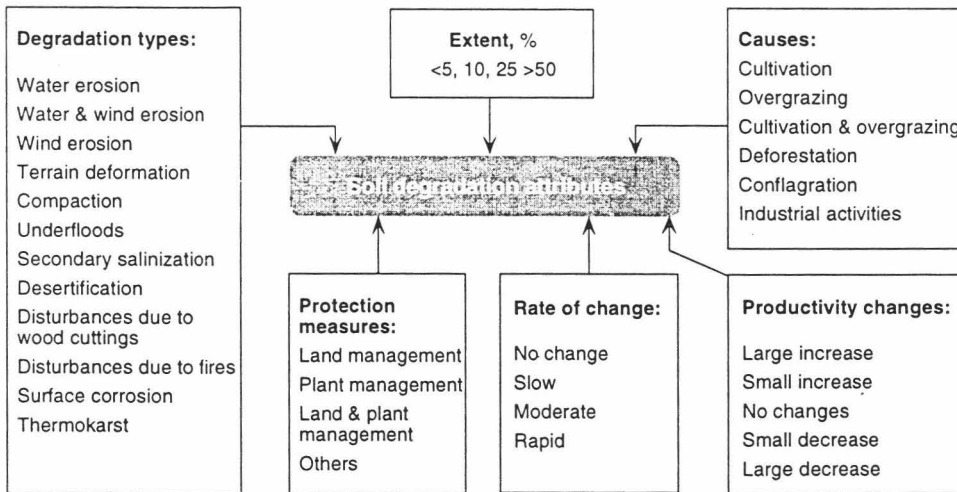 Degradation types:
Water erosion
Water & wind erosion
Wind erosion
Terrain deformation
Compaction
Underfloods
Secondary salinization
Desertification
Disturbances due to
wood cuttings
Disturbances due to fires
Surface corrosion
Thermokarst
Extent, %
<5, 10, 25 >50
Causes:
Cultivation
Overgrazing
Cultivation & overgrazing
Deforestation
Conflagration
Industrial activities
Soil degradation attributes
Protection
measures:
Land management
Plant management
Land & plant
management
Others
Rate of change:
No change
Slow
Moderate
Rapid
Productivity changes:
Large increase
Small increase
No changes
Small decrease
Large decrease